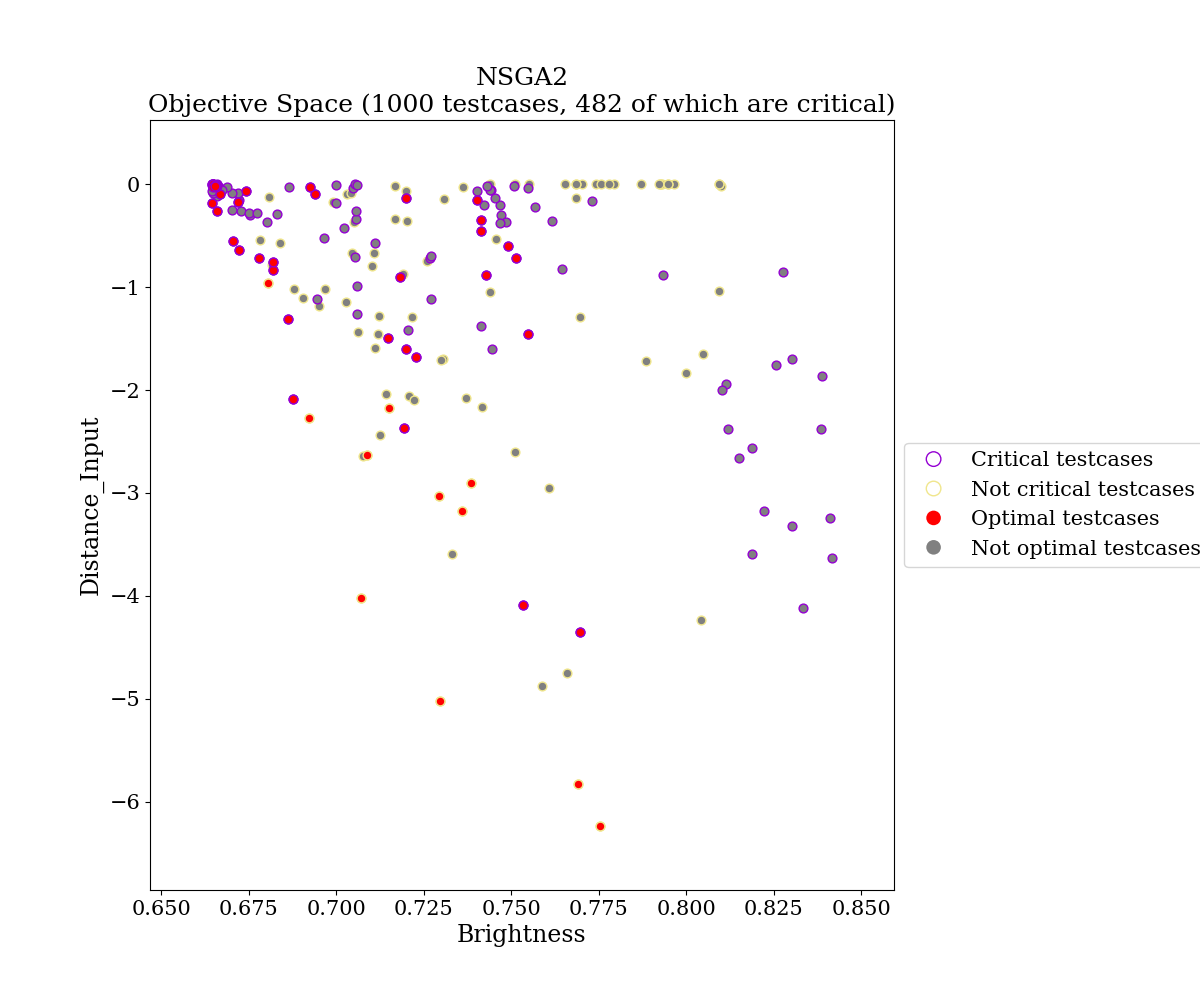 NSGA2
Objective Space (1000 testcases, 482 of which are critical)
0
−1
−2
−3
−4
−5
−6
Distance_Input
0.650 0.675 0.700 0.725 0.750 0.775 0.800 0.825 0.850
Brightness
Critical testcases
Not critical testcases
Optimal testcases
Not optimal testcases